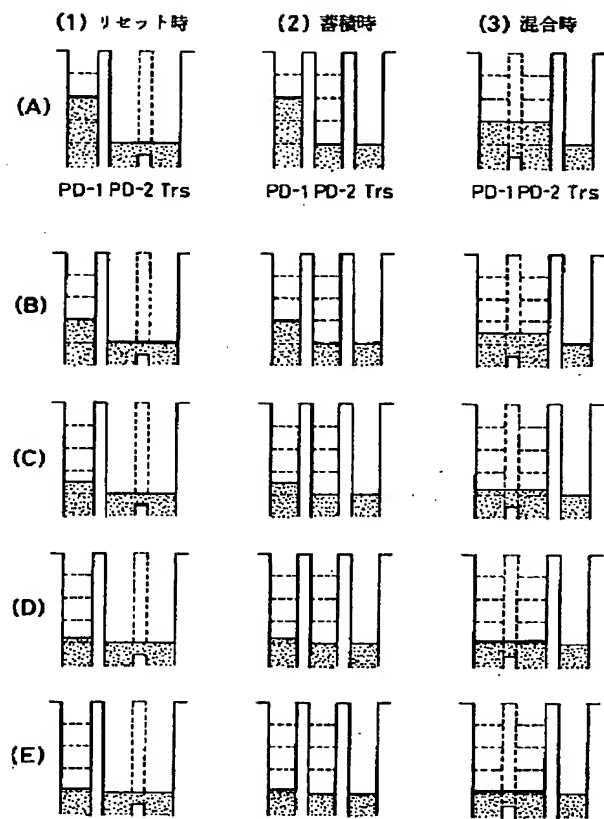 (1) リセット時 (2) 蓄積時 (3) 混合時
(A)
PD-1 PD-2 Trs PD-1 PD-2 Trs PD-1 PD-2 Trs
(B)
(C)
(D)
(E)